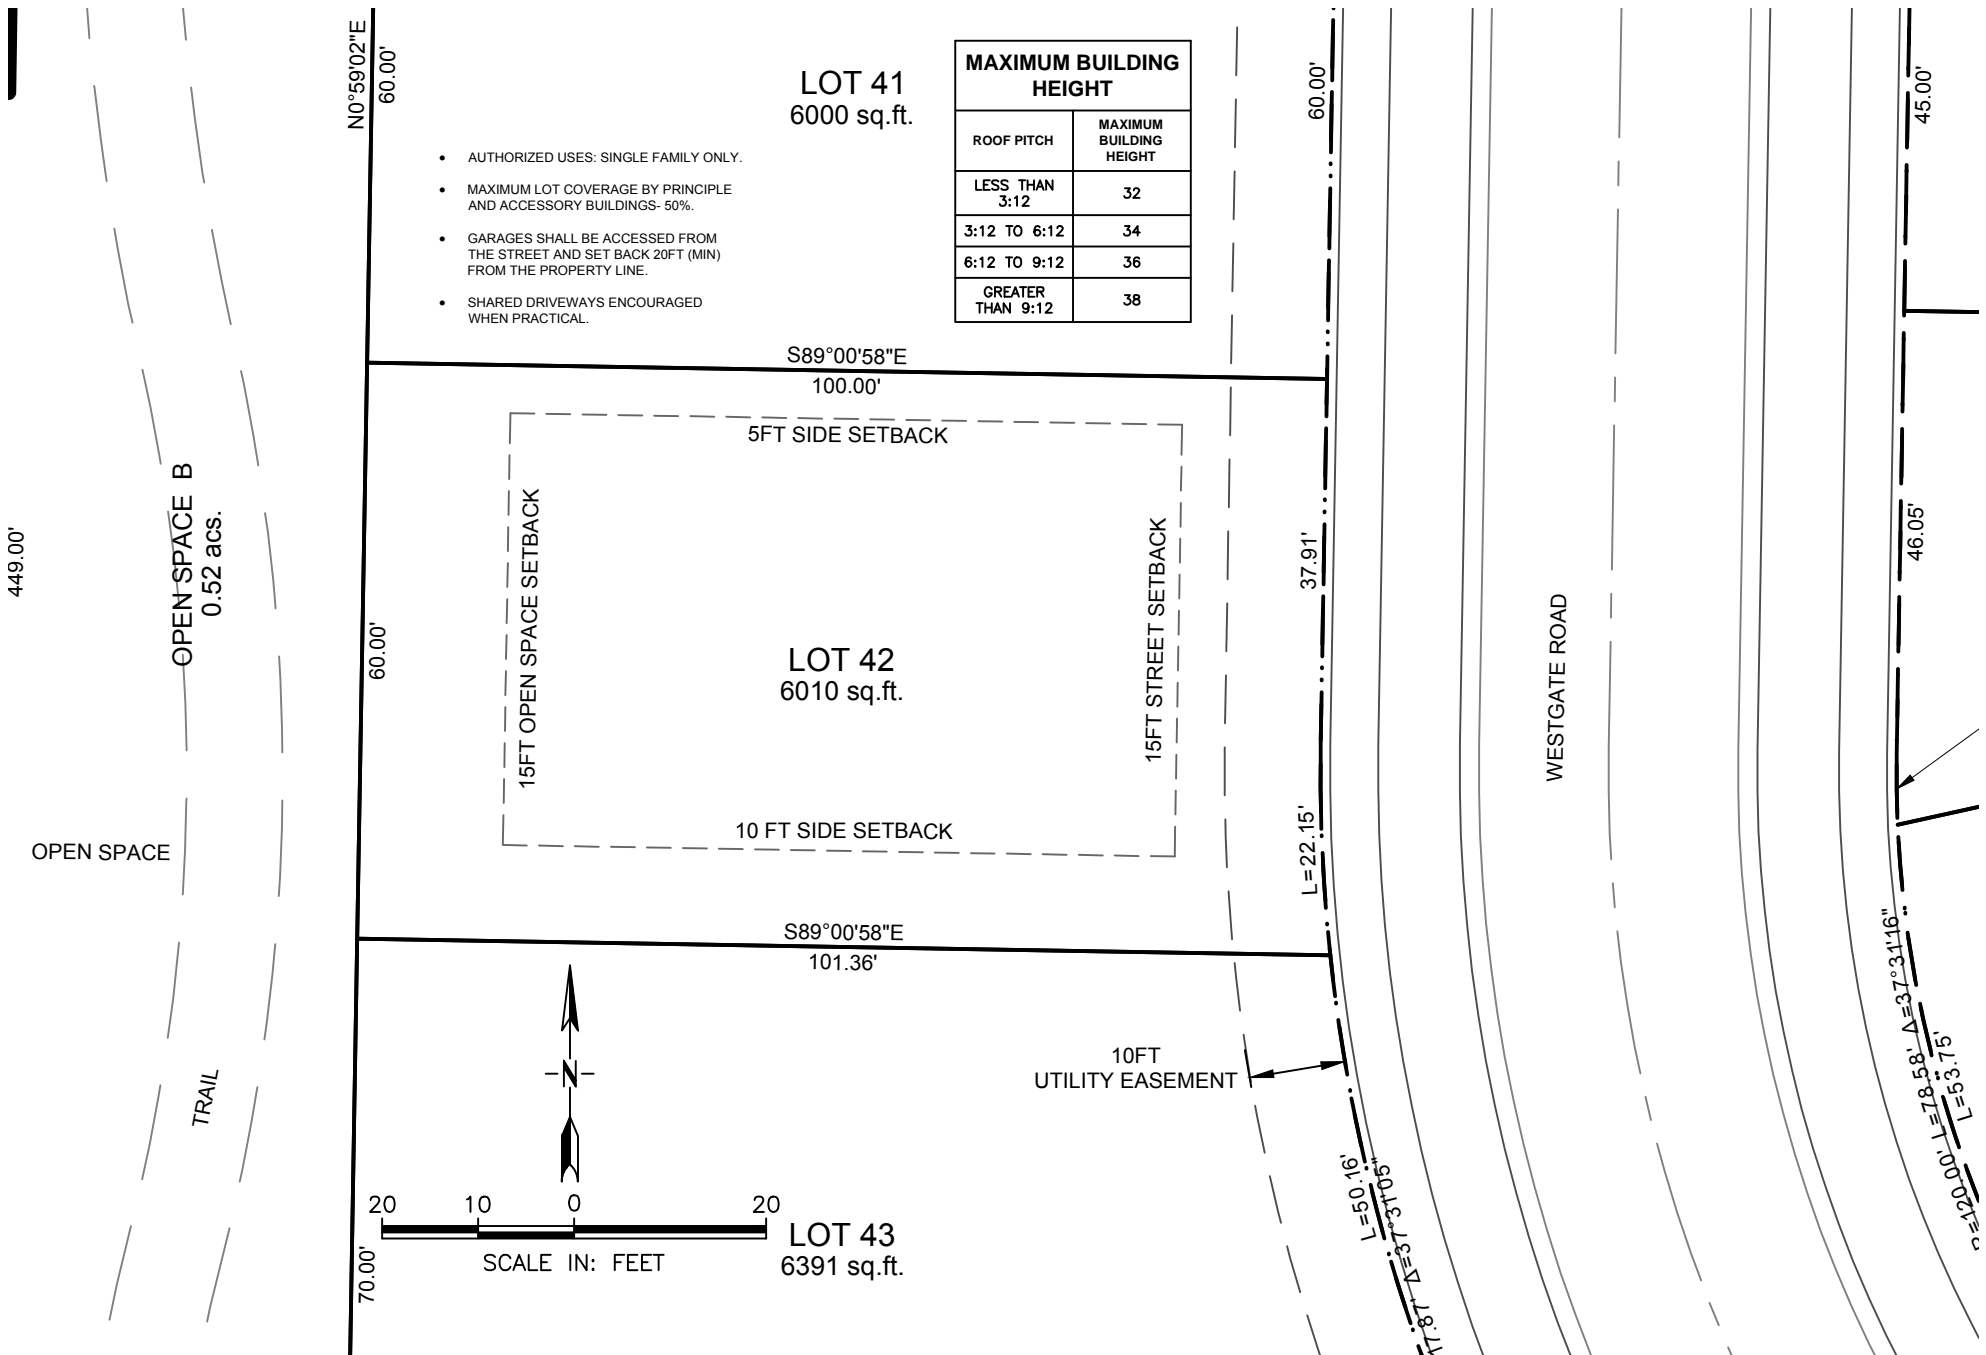 N0°59'02"E
60.00'
LOT 41
6000 sq.ft.
MAXIMUM BUILDING
HEIGHT
ROOF PITCH
MAXIMUM
BUILDING
HEIGHT
LESS THAN
3:12
32
3:12 TO 6:12
34
6:12 TO 9:12
36
GREATER
THAN 9:12
38
• AUTHORIZED USES: SINGLE FAMILY ONLY.
• MAXIMUM LOT COVERAGE BY PRINCIPLE
AND ACCESSORY BUILDINGS- 50%.
• GARAGES SHALL BE ACCESSED FROM
THE STREET AND SET BACK 20FT (MIN)
FROM THE PROPERTY LINE.
• SHARED DRIVEWAYS ENCOURAGED
WHEN PRACTICAL.
60.00'
45.00'
S89°00'58"E
100.00'
5FT SIDE SETBACK
449.00'
OPEN SPACE B
0.52 acs.
60.00'
15FT OPEN SPACE SETBACK
LOT 42
6010 sq.ft.
15FT STREET SETBACK
37.91'
46.05'
WESTGATE ROAD
10 FT SIDE SETBACK
L=22.15'
OPEN SPACE
S89°00'58"E
101.36'
N
10FT
UTILITY EASEMENT
TRAIL
20 10 0 20
SCALE IN: FEET
LOT 43
6391 sq.ft.
70.00'
L=50.16'
17.87' Δ=37°31'05"
R=120.00' L=78.58' Δ=37°31'16"
L=53.75'